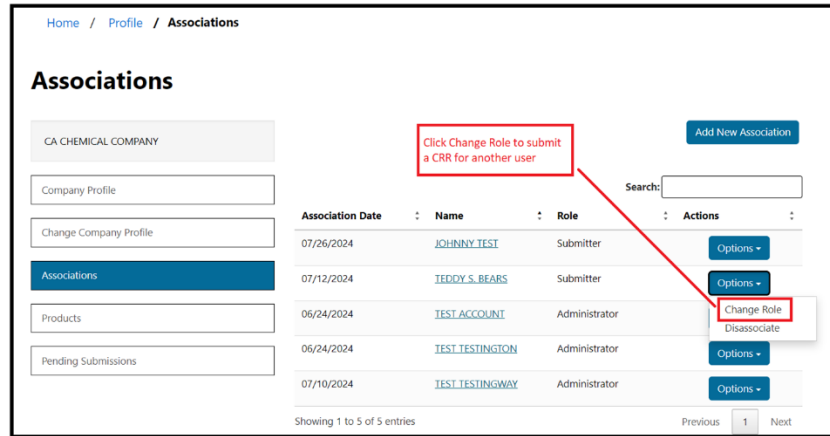 Home / Profile / Associations
Associations
CA CHEMICAL COMPANY
Company Profile
Change Company Profile
Associations
Products
Pending Submissions
Click Change Role to submit
a CRR for another user
Add New Association
Search:
Association Date Name Role Actions
07/26/2024 JOHNNY TEST Submitter Options
07/12/2024 TEDDY S. BEARS Submitter Options
Change Role
Disassociate
06/24/2024 TEST ACCOUNT Administrator
06/24/2024 TEST TESTINGTON Administrator Options
07/10/2024 TEST TESTINGWAY Administrator Options
Showing 1 to 5 of 5 entries
Previous 1 Next